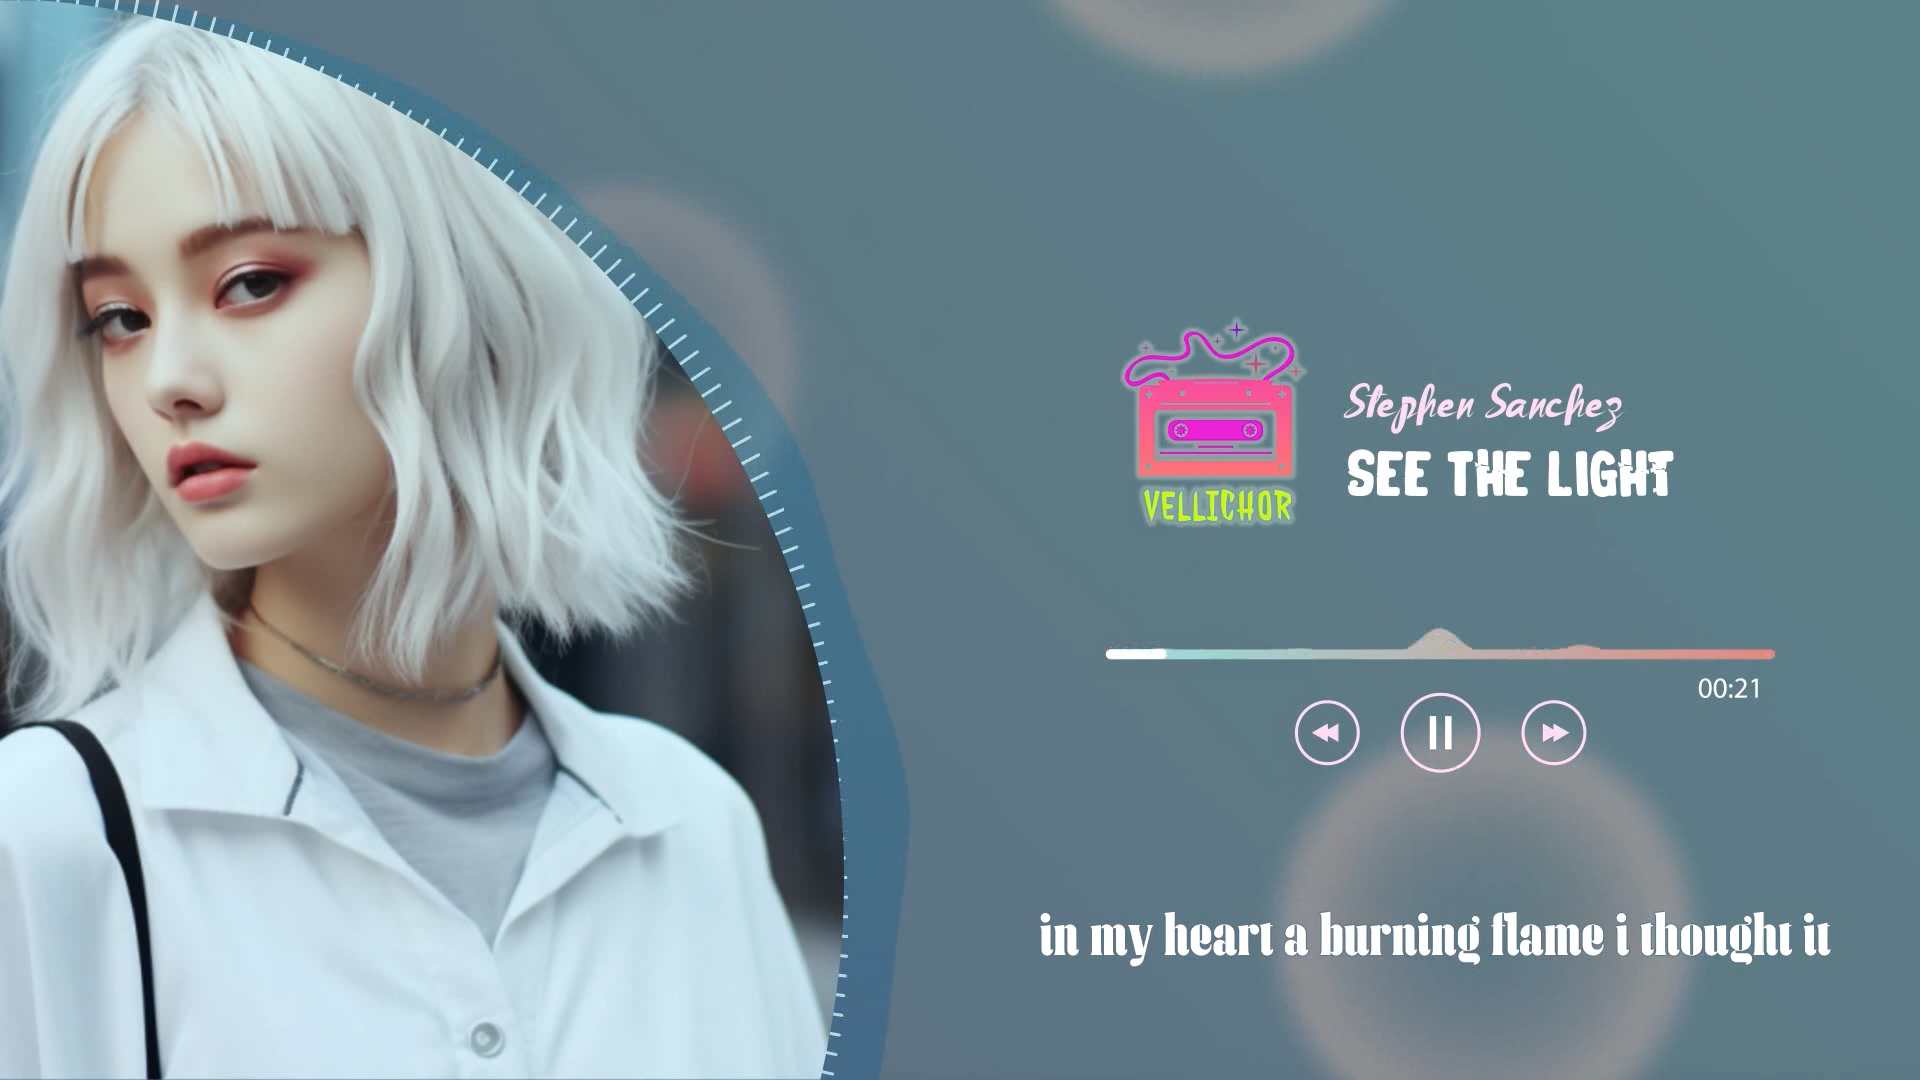 Stephen Sanchez
SEE THE LIGHT
VELLICHOR
00:21
in my heart a burning flame i thought it